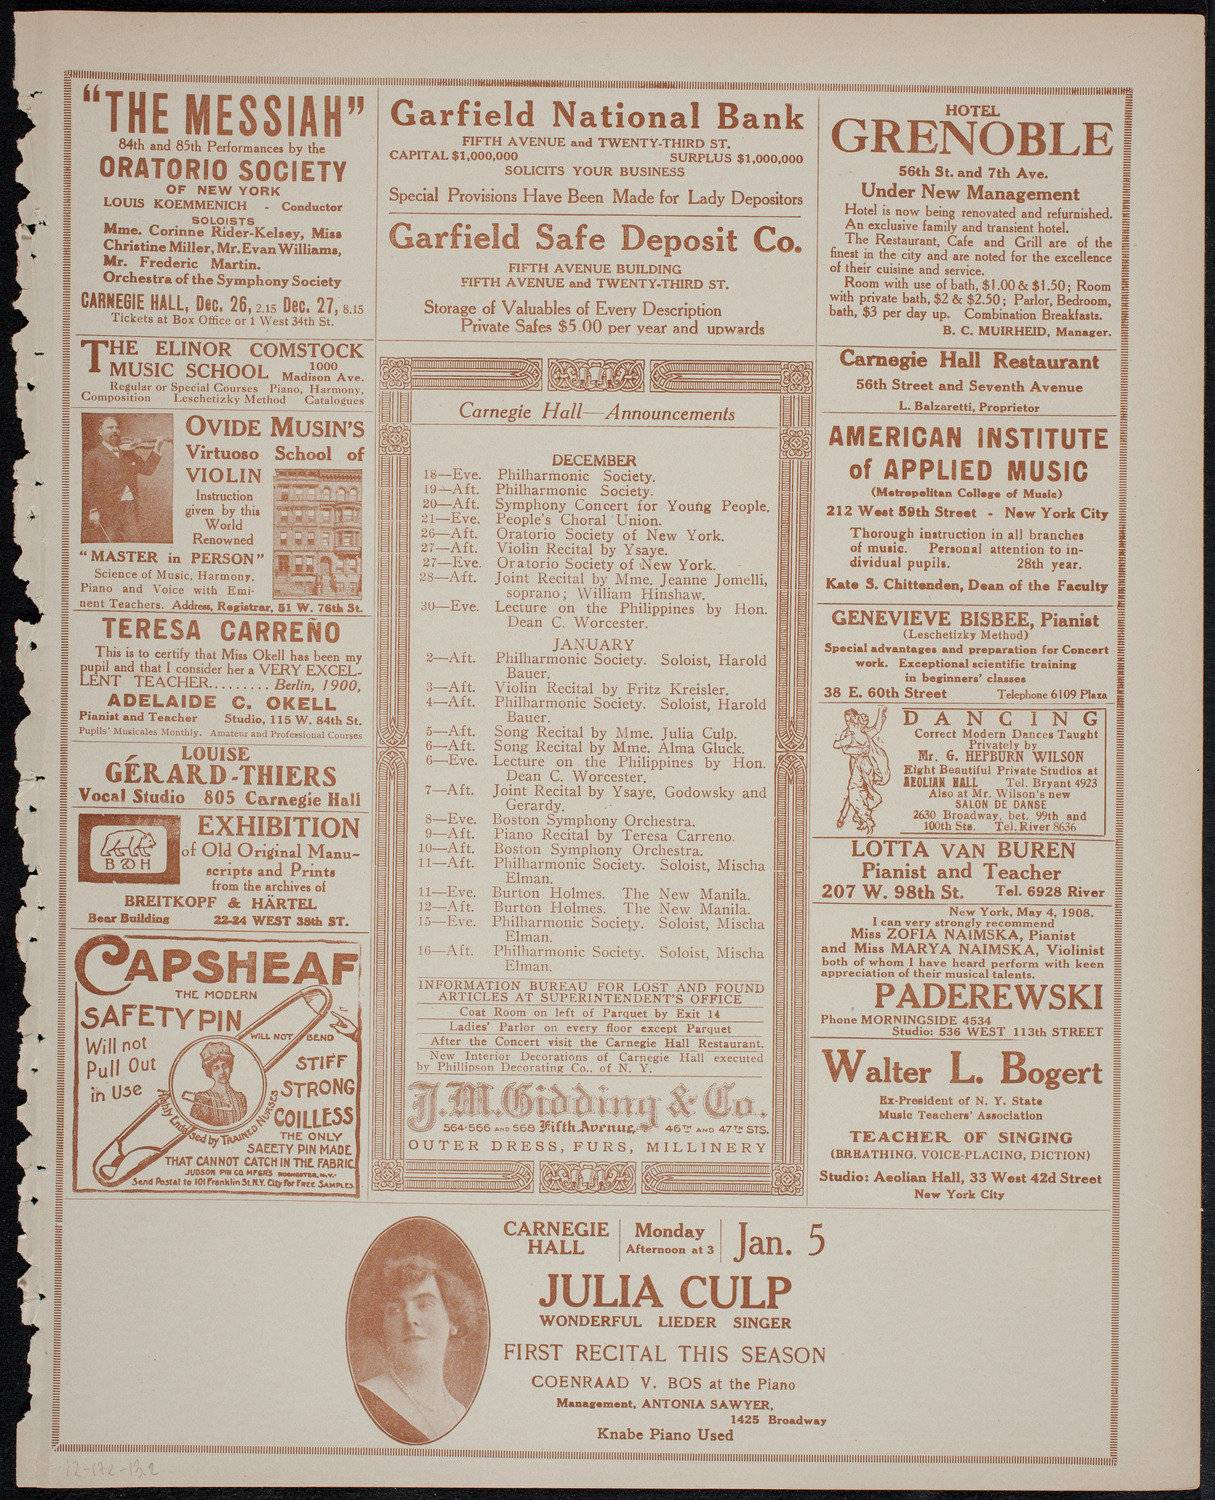 "THE MESSIAH"
84th and 85th Performances by the
ORATORIO SOCIETY
OF NEW YORK
LOUIS KOEMMENICH - Conductor
SOLOISTS
Mme. Corinne Rider-Kelsey, Miss
Christine Miller, Mr. Evan Williams,
Mr. Frederic Martin.
Orchestra of the Symphony Society
CARNEGIE HALL, Dec. 26, 2.15 Dec. 27, 8.15
Tickets at Box Office or 1 West 34th St.
THE ELINOR COMSTOCK
MUSIC SCHOOL 1000 Madison Ave.
Regular or Special Courses Piano, Harmony,
Composition Leschetizky Method Catalogues
OVIDE MUSIN'S
Virtuoso School of
VIOLIN
Instruction
given by this
World
Renowned
"MASTER in PERSON"
Science of Music, Harmony,
Piano and Voice with Emi-
nent Teachers. Address, Registrar, 51 W. 76th St.
TERESA CARREÑO
This is to certify that Miss Okell has been my
pupil and that I consider her a VERY EXCEL-
LENT TEACHER......... Berlin, 1900,
ADELAIDE C. OKELL
Pianist and Teacher Studio, 115 W. 84th St.
Pupils' Musicales Monthly. Amateur and Professional Courses
LOUISE
GÉRARD-THIERS
Vocal Studio 805 Carnegie Hall
B & H
EXHIBITION
of Old Original Manu-
scripts and Prints
from the archives of
BREITKOPF & HÄRTEL
Bear Building 22-24 WEST 38th ST.
CAPSHEAF
THE MODERN
SAFETY PIN
WILL NOT BEND
Will not
Pull Out
in Use
STIFF
STRONG
COILLESS
Highly Endorsed by TRAINED NURSES
THE ONLY
SAFETY PIN MADE
THAT CANNOT CATCH IN THE FABRIC
JUDSON PIN CO. MFGRS. ROCHESTER, N.Y.
Send Postal to 101 Franklin St. N.Y. City For FREE SAMPLES
Garfield National Bank
FIFTH AVENUE and TWENTY-THIRD ST.
CAPITAL $1,000,000 SURPLUS $1,000,000
SOLICITS YOUR BUSINESS
Special Provisions Have Been Made for Lady Depositors
Garfield Safe Deposit Co.
FIFTH AVENUE BUILDING
FIFTH AVENUE and TWENTY-THIRD ST.
Storage of Valuables of Every Description
Private Safes $5.00 per year and upwards
Carnegie Hall—Announcements
DECEMBER
18—Eve. Philharmonic Society.
19—Aft. Philharmonic Society.
20—Aft. Symphony Concert for Young People.
21—Eve. People's Choral Union.
26—Aft. Oratorio Society of New York.
27—Aft. Violin Recital by Ysaye.
27—Eve. Oratorio Society of New York.
28—Aft. Joint Recital by Mme. Jeanne Jomelli,
soprano; William Hinshaw.
30—Eve. Lecture on the Philippines by Hon.
Dean C. Worcester.
JANUARY
2—Aft. Philharmonic Society. Soloist, Harold
Bauer.
3—Aft. Violin Recital by Fritz Kreisler.
4—Aft. Philharmonic Society. Soloist, Harold
Bauer.
5—Aft. Song Recital by Mme. Julia Culp.
6—Aft. Song Recital by Mme. Alma Gluck.
6—Eve. Lecture on the Philippines by Hon.
Dean C. Worcester.
7—Aft. Joint Recital by Ysaye, Godowsky and
Gerardy.
8—Eve. Boston Symphony Orchestra.
9—Aft. Piano Recital by Teresa Carreno.
10—Aft. Boston Symphony Orchestra.
11—Aft. Philharmonic Society. Soloist, Mischa
Elman.
11—Eve. Burton Holmes. The New Manila.
12—Aft. Burton Holmes. The New Manila.
15—Eve. Philharmonic Society. Soloist, Mischa
Elman.
16—Aft. Philharmonic Society. Soloist, Mischa
Elman.
INFORMATION BUREAU FOR LOST AND FOUND
ARTICLES AT SUPERINTENDENT'S OFFICE
Coat Room on left of Parquet by Exit 14
Ladies' Parlor on every floor except Parquet
After the Concert visit the Carnegie Hall Restaurant.
New Interior Decorations of Carnegie Hall executed
by Phillipson Decorating Co., of N. Y.
J.M. Gidding & Co.
564-566 AND 568 Fifth Avenue, 46TH AND 47TH STS.
OUTER DRESS, FURS, MILLINERY
HOTEL
GRENOBLE
56th St. and 7th Ave.
Under New Management
Hotel is now being renovated and refurnished.
An exclusive family and transient hotel.
The Restaurant, Cafe and Grill are of the
finest in the city and are noted for the excellence
of their cuisine and service.
Room with use of bath, $1.00 & $1.50; Room
with private bath, $2 & $2.50; Parlor, Bedroom,
bath, $3 per day up. Combination Breakfasts.
B. C. MUIRHEID, Manager.
Carnegie Hall Restaurant
56th Street and Seventh Avenue
L. Balzaretti, Proprietor
AMERICAN INSTITUTE
of APPLIED MUSIC
(Metropolitan College of Music)
212 West 59th Street - New York City
Thorough instruction in all branches
of music. Personal attention to in-
dividual pupils. 28th year.
Kate S. Chittenden, Dean of the Faculty
GENEVIEVE BISBEE, Pianist
(Leschetizky Method)
Special advantages and preparation for Concert
work. Exceptional scientific training
in beginners' classes
38 E. 60th Street Telephone 6109 Plaza
DANCING
Correct Modern Dances Taught
Privately by
Mr. G. HEPBURN WILSON
Eight Beautiful Private Studios at
AEOLIAN HALL Tel. Bryant 4923
Also at Mr. Wilson's new
SALON DE DANSE
2630 Broadway, bet. 99th and
100th Sts. Tel. River 8636
LOTTA VAN BUREN
Pianist and Teacher
207 W. 98th St. Tel. 6928 River
New York, May 4, 1908.
I can very strongly recommend
Miss ZOFIA NAIMSKA, Pianist
and Miss MARYA NAIMSKA, Violinist
both of whom I have heard perform with keen
appreciation of their musical talents.
PADEREWSKI
Phone MORNINGSIDE 4534
Studio: 536 WEST 113th STREET
Walter L. Bogert
Ex-President of N. Y. State
Music Teachers' Association
TEACHER OF SINGING
(BREATHING, VOICE-PLACING, DICTION)
Studio: Aeolian Hall, 33 West 42d Street
New York City
CARNEGIE HALL Monday Afternoon at 3 Jan. 5
JULIA CULP
WONDERFUL LIEDER SINGER
FIRST RECITAL THIS SEASON
COENRAAD V. BOS at the Piano
Management, ANTONIA SAWYER,
1425 Broadway
Knabe Piano Used